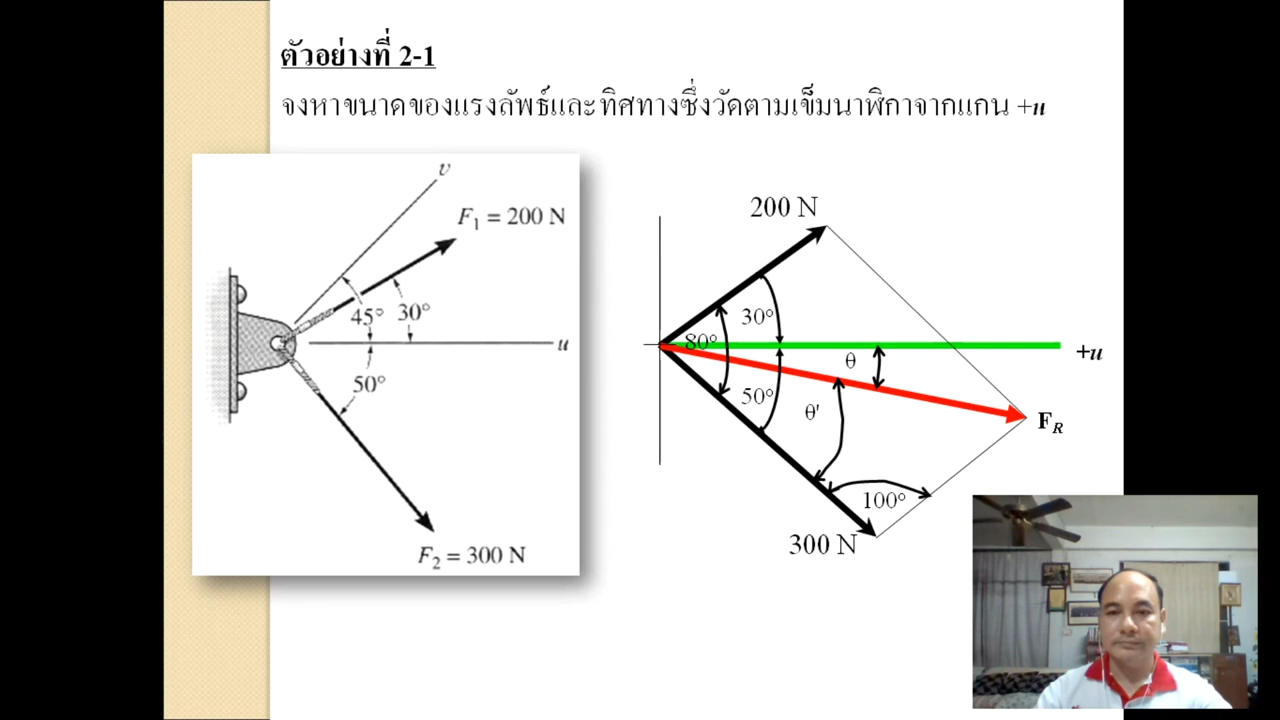 ตัวอย่างที่ 2-1
จงหาขนาดของแรงลัพธ์และทิศทางซึ่งวัดตามเข็มนาฬิกาจากแกน +u
v
F₁ = 200 N
45°
30°
u
50°
F₂ = 300 N
200 N
30°
80°
+u
θ
50°
θ'
F_R
100°
300 N